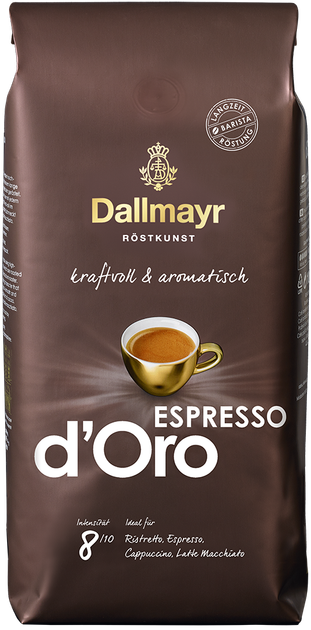 LANGZEIT
BARISTA
RÖSTUNG
Dallmayr
RÖSTKUNST
kraftvoll & aromatisch
ESPRESSO
d'Oro
Intensität
8/10
Ideal für
Ristretto, Espresso,
Cappuccino, Latte Macchiato